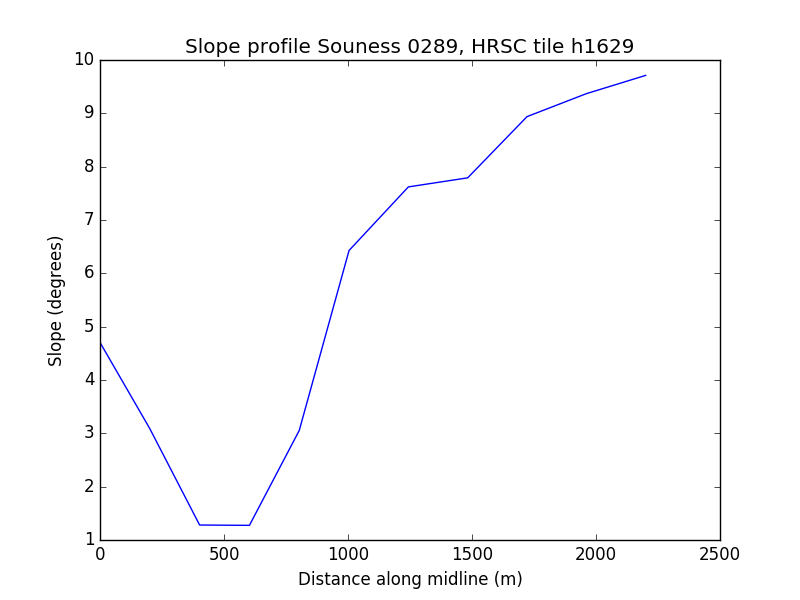 Slope profile Souness 0289, HRSC tile h1629
10
9
8
7
6
5
4
3
2
1
Slope (degrees)
0 500 1000 1500 2000 2500
Distance along midline (m)